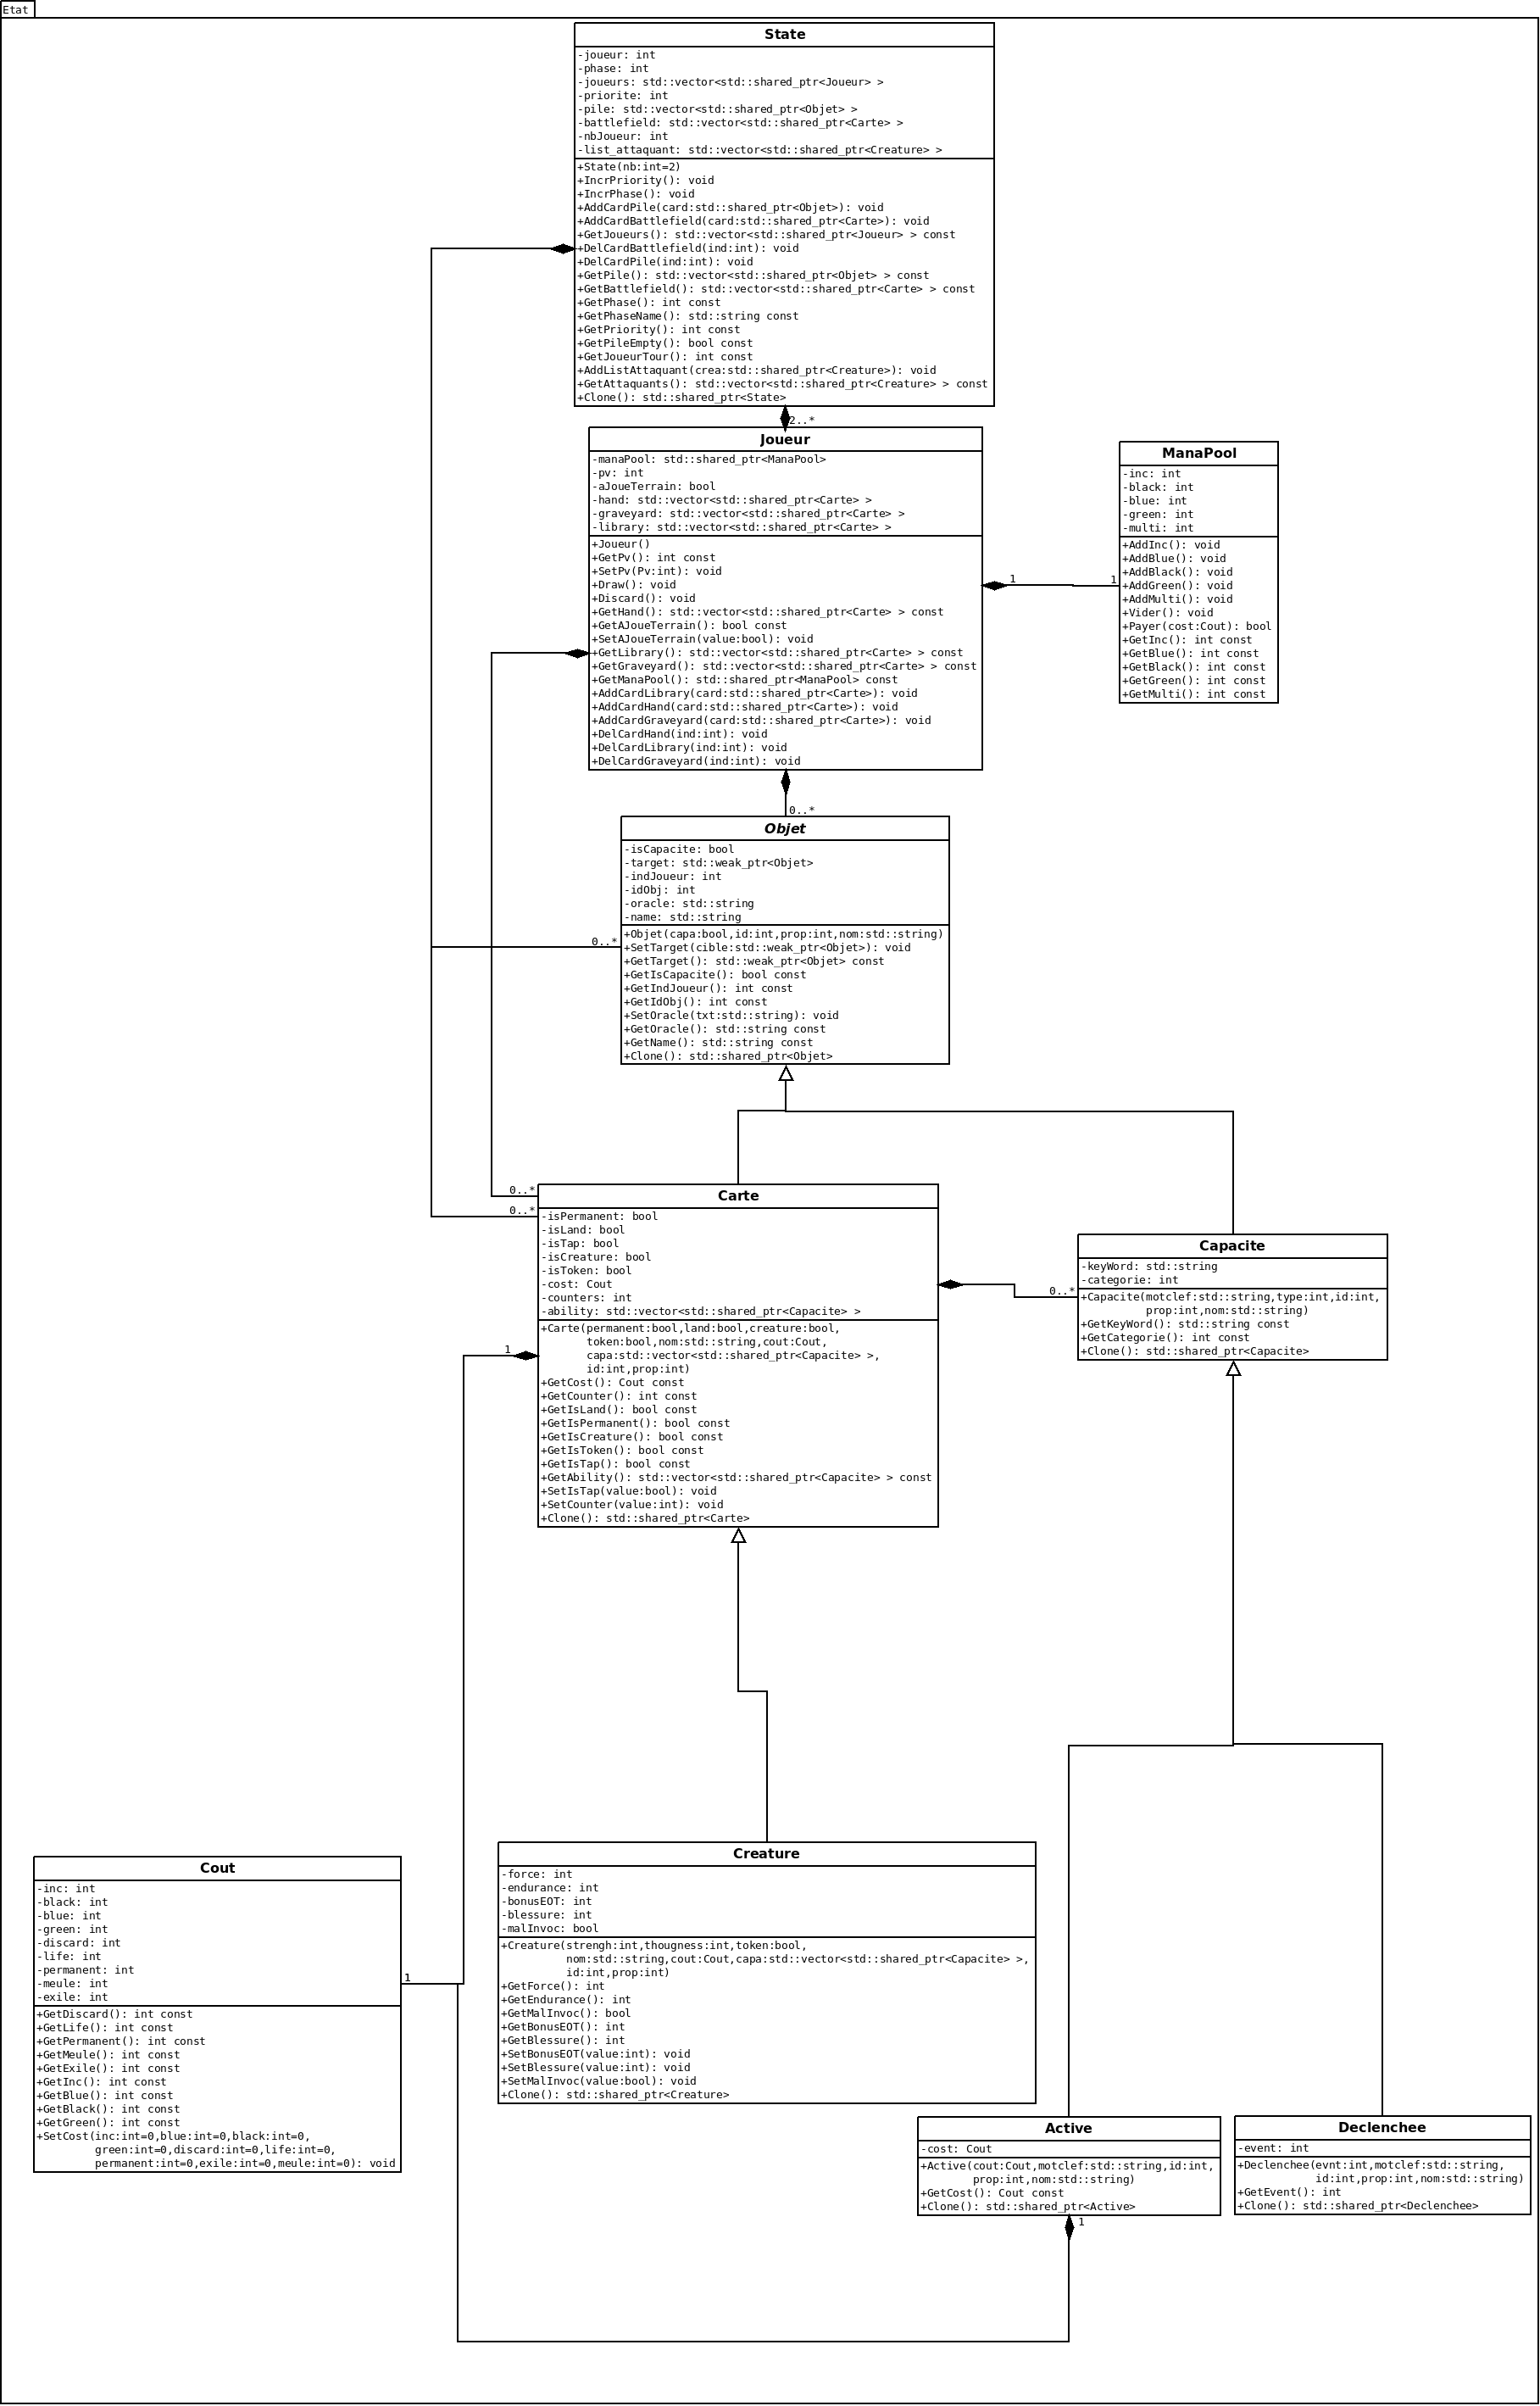 Etat
State
-joueur: int
-phase: int
-joueurs: std::vector<std::shared_ptr<Joueur> >
-priorite: int
-pile: std::vector<std::shared_ptr<Objet> >
-battlefield: std::vector<std::shared_ptr<Carte> >
-nbJoueur: int
-list_attaquant: std::vector<std::shared_ptr<Creature> >
+State(nb:int=2)
+IncrPriority(): void
+IncrPhase(): void
+AddCardPile(card:std::shared_ptr<Objet>): void
+AddCardBattlefield(card:std::shared_ptr<Carte>): void
+GetJoueurs(): std::vector<std::shared_ptr<Joueur> > const
+DelCardBattlefield(ind:int): void
+DelCardPile(ind:int): void
+GetPile(): std::vector<std::shared_ptr<Objet> > const
+GetBattlefield(): std::vector<std::shared_ptr<Carte> > const
+GetPhase(): int const
+GetPhaseName(): std::string const
+GetPriority(): int const
+GetPileEmpty(): bool const
+GetJoueurTour(): int const
+AddListAttaquant(crea:std::shared_ptr<Creature>): void
+GetAttaquants(): std::vector<std::shared_ptr<Creature> > const
+Clone(): std::shared_ptr<State>
2..*
Joueur
-manaPool: std::shared_ptr<ManaPool>
-pv: int
-aJoueTerrain: bool
-hand: std::vector<std::shared_ptr<Carte> >
-graveyard: std::vector<std::shared_ptr<Carte> >
-library: std::vector<std::shared_ptr<Carte> >
+Joueur()
+GetPv(): int const
+SetPv(Pv:int): void
+Draw(): void
+Discard(): void
+GetHand(): std::vector<std::shared_ptr<Carte> > const
+GetAJoueTerrain(): bool const
+SetAJoueTerrain(value:bool): void
+GetLibrary(): std::vector<std::shared_ptr<Carte> > const
+GetGraveyard(): std::vector<std::shared_ptr<Carte> > const
+GetManaPool(): std::shared_ptr<ManaPool> const
+AddCardLibrary(card:std::shared_ptr<Carte>): void
+AddCardHand(card:std::shared_ptr<Carte>): void
+AddCardGraveyard(card:std::shared_ptr<Carte>): void
+DelCardHand(ind:int): void
+DelCardLibrary(ind:int): void
+DelCardGraveyard(ind:int): void
1
1
ManaPool
-inc: int
-black: int
-blue: int
-green: int
-multi: int
+AddInc(): void
+AddBlue(): void
+AddBlack(): void
+AddGreen(): void
+AddMulti(): void
+Vider(): void
+Payer(cost:Cout): bool
+GetInc(): int const
+GetBlue(): int const
+GetBlack(): int const
+GetGreen(): int const
+GetMulti(): int const
0..*
Objet
-isCapacite: bool
-target: std::weak_ptr<Objet>
-indJoueur: int
-idObj: int
-oracle: std::string
-name: std::string
+Objet(capa:bool,id:int,prop:int,nom:std::string)
+SetTarget(cible:std::weak_ptr<Objet>): void
+GetTarget(): std::weak_ptr<Objet> const
+GetIsCapacite(): bool const
+GetIndJoueur(): int const
+GetIdObj(): int const
+SetOracle(txt:std::string): void
+GetOracle(): std::string const
+GetName(): std::string const
+Clone(): std::shared_ptr<Objet>
0..*
0..*
0..*
Carte
-isPermanent: bool
-isLand: bool
-isTap: bool
-isCreature: bool
-isToken: bool
-cost: Cout
-counters: int
-ability: std::vector<std::shared_ptr<Capacite> >
+Carte(permanent:bool,land:bool,creature:bool,
token:bool,nom:std::string,cout:Cout,
capa:std::vector<std::shared_ptr<Capacite> >,
id:int,prop:int)
+GetCost(): Cout const
+GetCounter(): int const
+GetIsLand(): bool const
+GetIsPermanent(): bool const
+GetIsCreature(): bool const
+GetIsToken(): bool const
+GetIsTap(): bool const
+GetAbility(): std::vector<std::shared_ptr<Capacite> > const
+SetIsTap(value:bool): void
+SetCounter(value:int): void
+Clone(): std::shared_ptr<Carte>
1
0..*
Capacite
-keyWord: std::string
-categorie: int
+Capacite(motclef:std::string,type:int,id:int,
prop:int,nom:std::string)
+GetKeyWord(): std::string const
+GetCategorie(): int const
+Clone(): std::shared_ptr<Capacite>
Cout
-inc: int
-black: int
-blue: int
-green: int
-discard: int
-life: int
-permanent: int
-meule: int
-exile: int
+GetDiscard(): int const
+GetLife(): int const
+GetPermanent(): int const
+GetMeule(): int const
+GetExile(): int const
+GetInc(): int const
+GetBlue(): int const
+GetBlack(): int const
+GetGreen(): int const
+SetCost(inc:int=0,blue:int=0,black:int=0,
green:int=0,discard:int=0,life:int=0,
permanent:int=0,exile:int=0,meule:int=0): void
1
Creature
-force: int
-endurance: int
-bonusEOT: int
-blessure: int
-malInvoc: bool
+Creature(strengh:int,thougness:int,token:bool,
nom:std::string,cout:Cout,capa:std::vector<std::shared_ptr<Capacite> >,
id:int,prop:int)
+GetForce(): int
+GetEndurance(): int
+GetMalInvoc(): bool
+GetBonusEOT(): int
+GetBlessure(): int
+SetBonusEOT(value:int): void
+SetBlessure(value:int): void
+SetMalInvoc(value:bool): void
+Clone(): std::shared_ptr<Creature>
Active
-cost: Cout
+Active(cout:Cout,motclef:std::string,id:int,
prop:int,nom:std::string)
+GetCost(): Cout const
+Clone(): std::shared_ptr<Active>
1
Declenchee
-event: int
+Declenchee(evnt:int,motclef:std::string,
id:int,prop:int,nom:std::string)
+GetEvent(): int
+Clone(): std::shared_ptr<Declenchee>